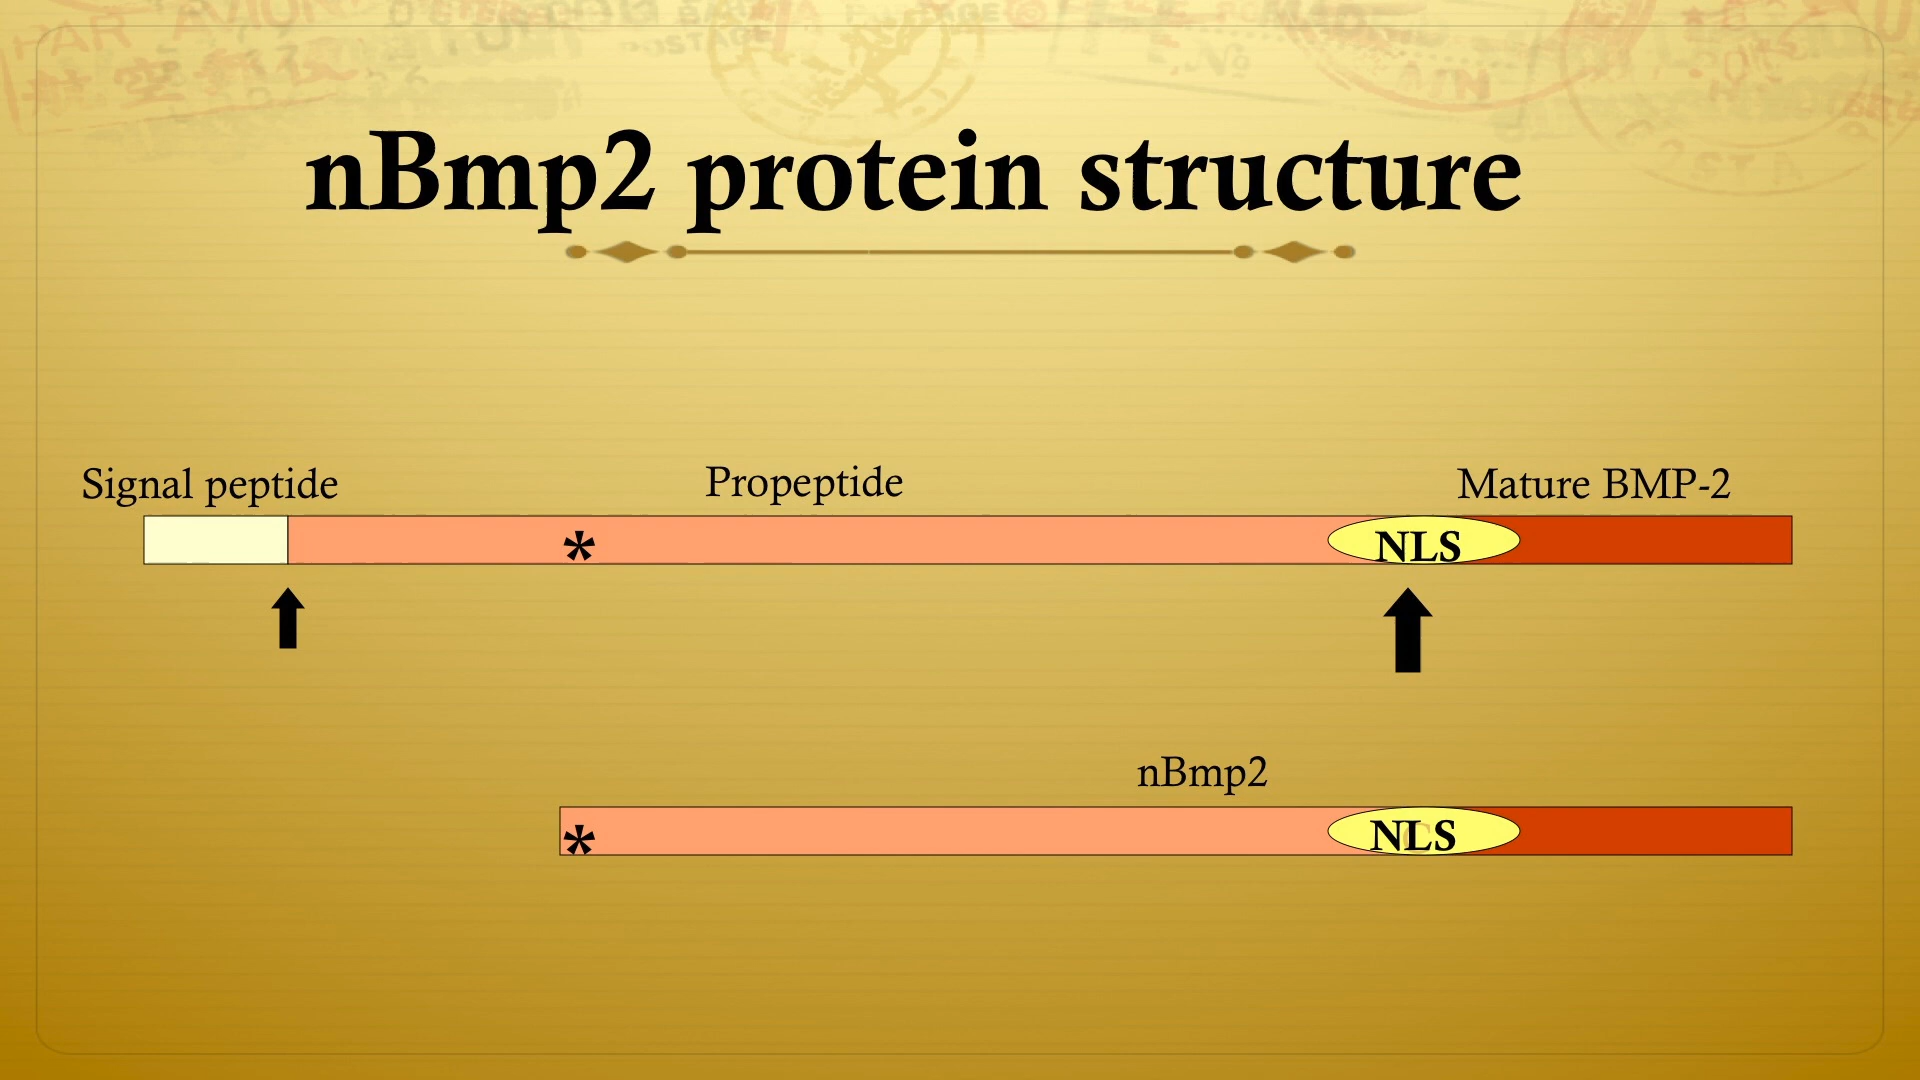 nBmp2 protein structure
Signal peptide
Propeptide
Mature BMP-2
*
NLS
nBmp2
*
NLS